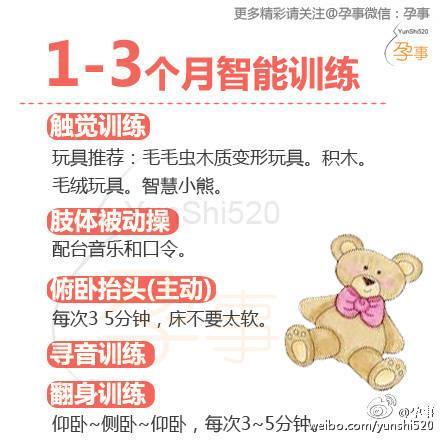 更多精彩请关注@孕事微信：孕事
YunShi520
孕事
1-3个月智能训练
触觉训练
玩具推荐：毛毛虫木质变形玩具。积木。
毛绒玩具。智慧小熊。
YunShi520
肢体被动操
配台音乐和口令。
俯卧抬头(主动)
每次3 5分钟，床不要太软。
孕事
寻音训练
翻身训练
仰卧~侧卧~仰卧，每次3~5分钟。
@孕事
weibo.com/yunshi520